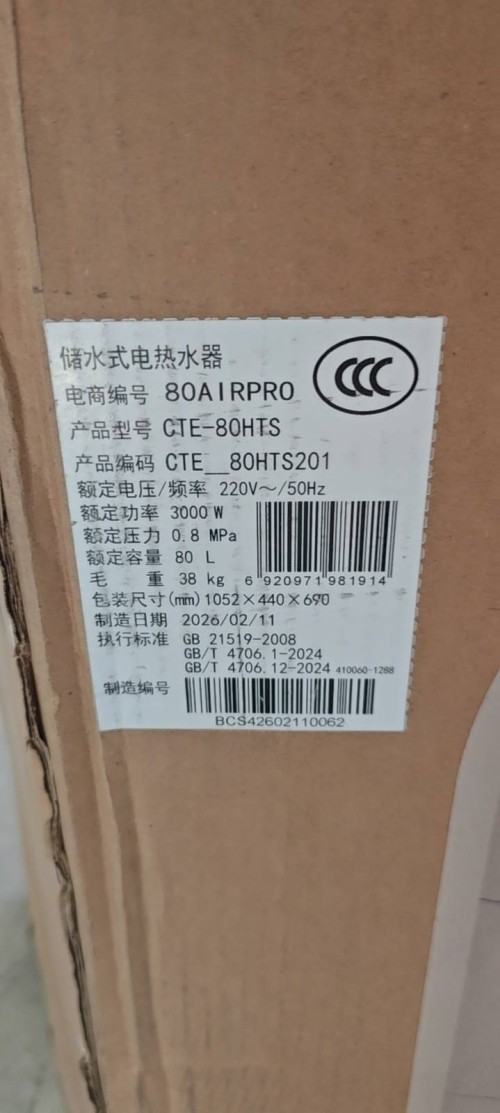 储水式电热水器
CCC
电商编号 80AIRPRO
产品型号 CTE-80HTS
产品编码 CTE__80HTS201
额定电压/频率 220V～/50Hz
额定功率 3000 W
额定压力 0.8 MPa
额定容量 80 L
毛 重 38 kg
6 920971 981914
包装尺寸(mm) 1052×440×690
制造日期 2026/02/11
执行标准 GB 21519-2008
GB/T 4706.1-2024
GB/T 4706.12-2024 410060-1288
制造编号
BCS42602110062